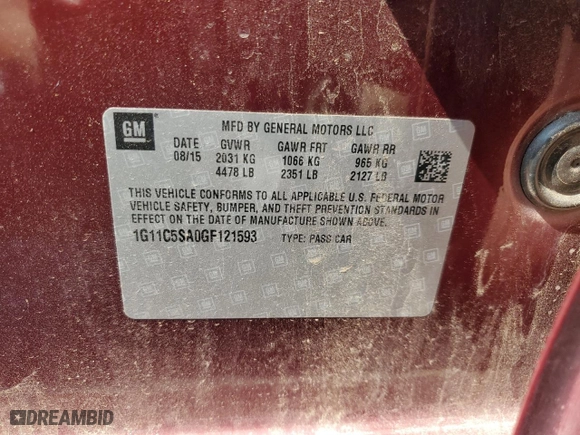 GM
MFD BY GENERAL MOTORS LLC
DATE GVWR GAWR FRT GAWR RR
08/15 2031 KG 1066 KG 965 KG
4478 LB 2351 LB 2127 LB
THIS VEHICLE CONFORMS TO ALL APPLICABLE U.S. FEDERAL MOTOR
VEHICLE SAFETY, BUMPER, AND THEFT PREVENTION STANDARDS IN
EFFECT ON THE DATE OF MANUFACTURE SHOWN ABOVE.
1G11C5SA0GF121593 TYPE: PASS CAR
DREAMBID